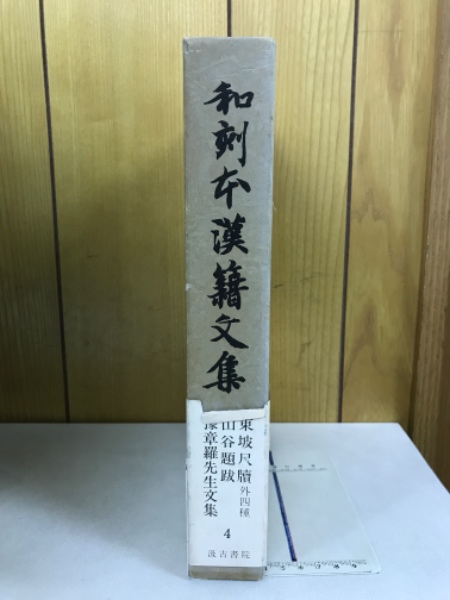 和刻本漢籍文集
東坡尺牘 外四種
山谷題跋
豫章羅先生文集
4
汲古書院